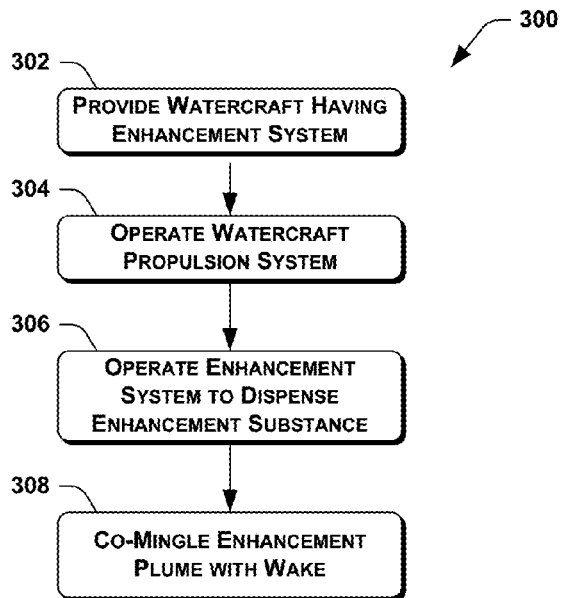 300
302
PROVIDE WATERCRAFT HAVING
ENHANCEMENT SYSTEM
304
OPERATE WATERCRAFT
PROPULSION SYSTEM
306
OPERATE ENHANCEMENT
SYSTEM TO DISPENSE
ENHANCEMENT SUBSTANCE
308
CO-MINGLE ENHANCEMENT
PLUME WITH WAKE